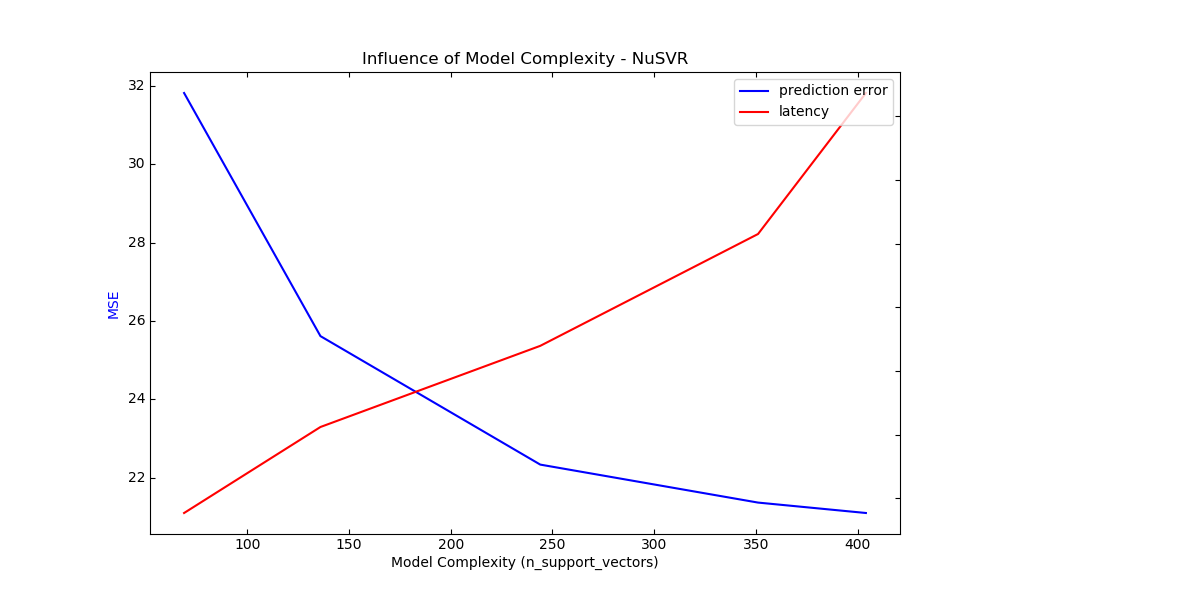 Influence of Model Complexity - NuSVR
prediction error
latency
32
30
28
26
24
22
MSE
100 150 200 250 300 350 400
Model Complexity (n_support_vectors)